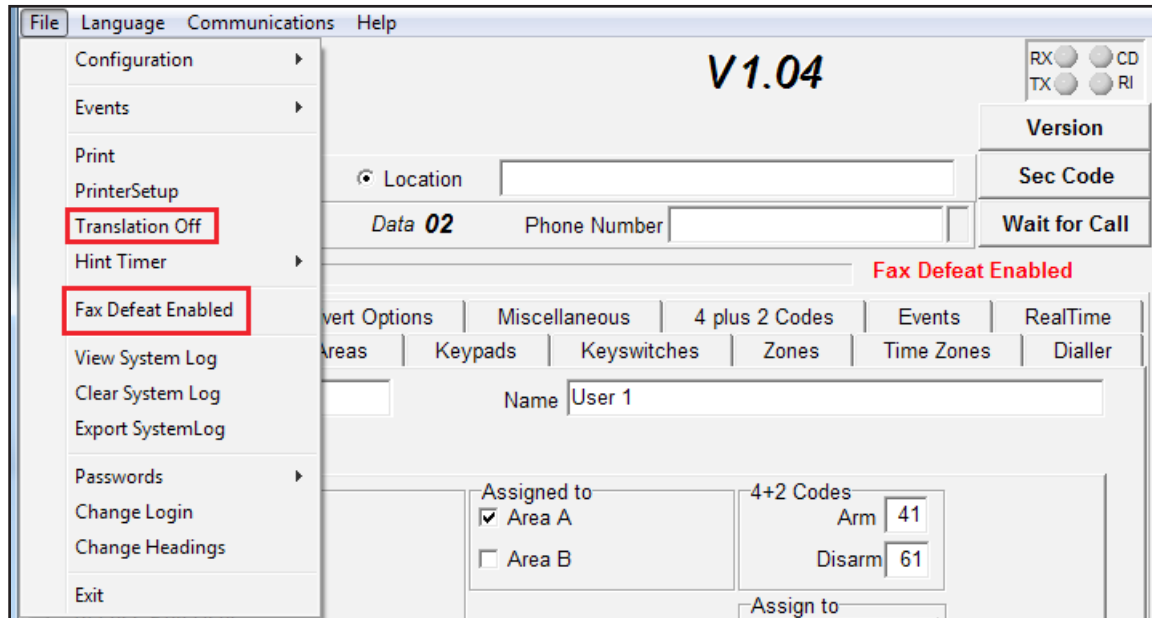 File Language Communications Help
Configuration
Events
Print
PrinterSetup
Translation Off
Hint Timer
Fax Defeat Enabled
View System Log
Clear System Log
Export SystemLog
Passwords
Change Login
Change Headings
Exit
V1.04
RX CD
TX RI
Version
Location
Sec Code
Data 02 Phone Number
Wait for Call
Fax Defeat Enabled
Options Miscellaneous 4 plus 2 Codes Events RealTime
Keypads Keyswitches Zones Time Zones Dialler
Name User 1
Assigned to 4+2 Codes
Area A Arm 41
Area B Disarm 61
Assign to